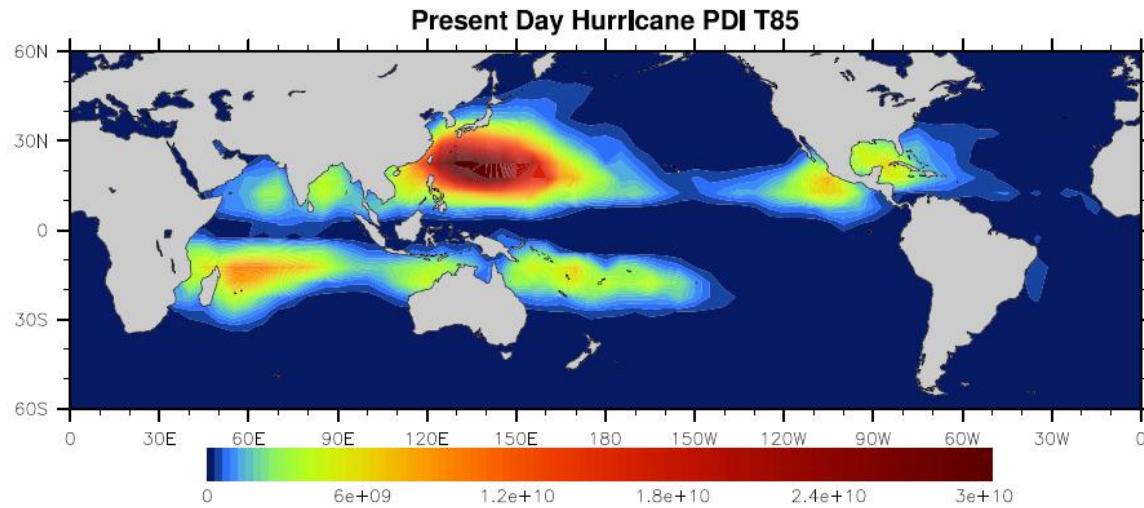 Present Day HurrIcane PDI T85
60N
30N
0
30S
60S
0 30E 60E 90E 120E 150E 180 150W 120W 90W 60W 30W 0
0 6e+09 1.2e+10 1.8e+10 2.4e+10 3e+10